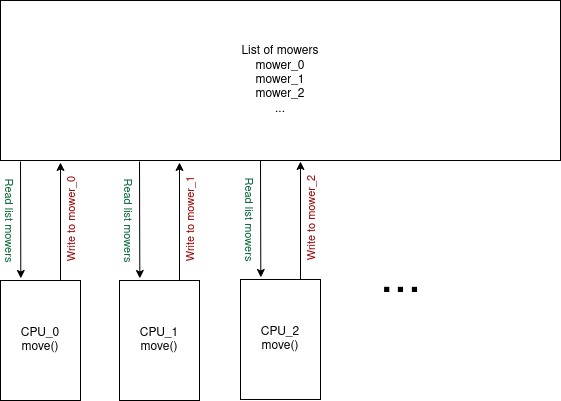 List of mowers
mower_0
mower_1
mower_2
...
Read list mowers
Write to mower_0
Read list mowers
Write to mower_1
Read list mowers
Write to mower_2
...
CPU_0
move()
CPU_1
move()
CPU_2
move()